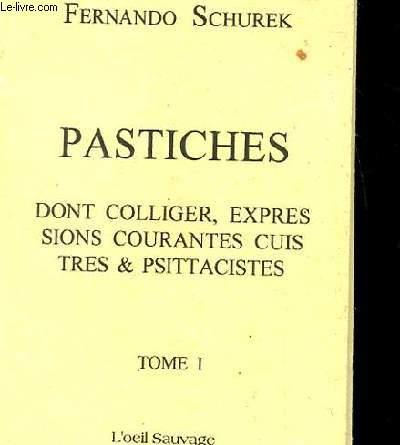 Le-livre.com
FERNANDO SCHUREK
PASTICHES
DONT COLLIGER, EXPRES
SIONS COURANTES CUIS
TRES & PSITTACISTES
TOME I
L'oeil Sauvage